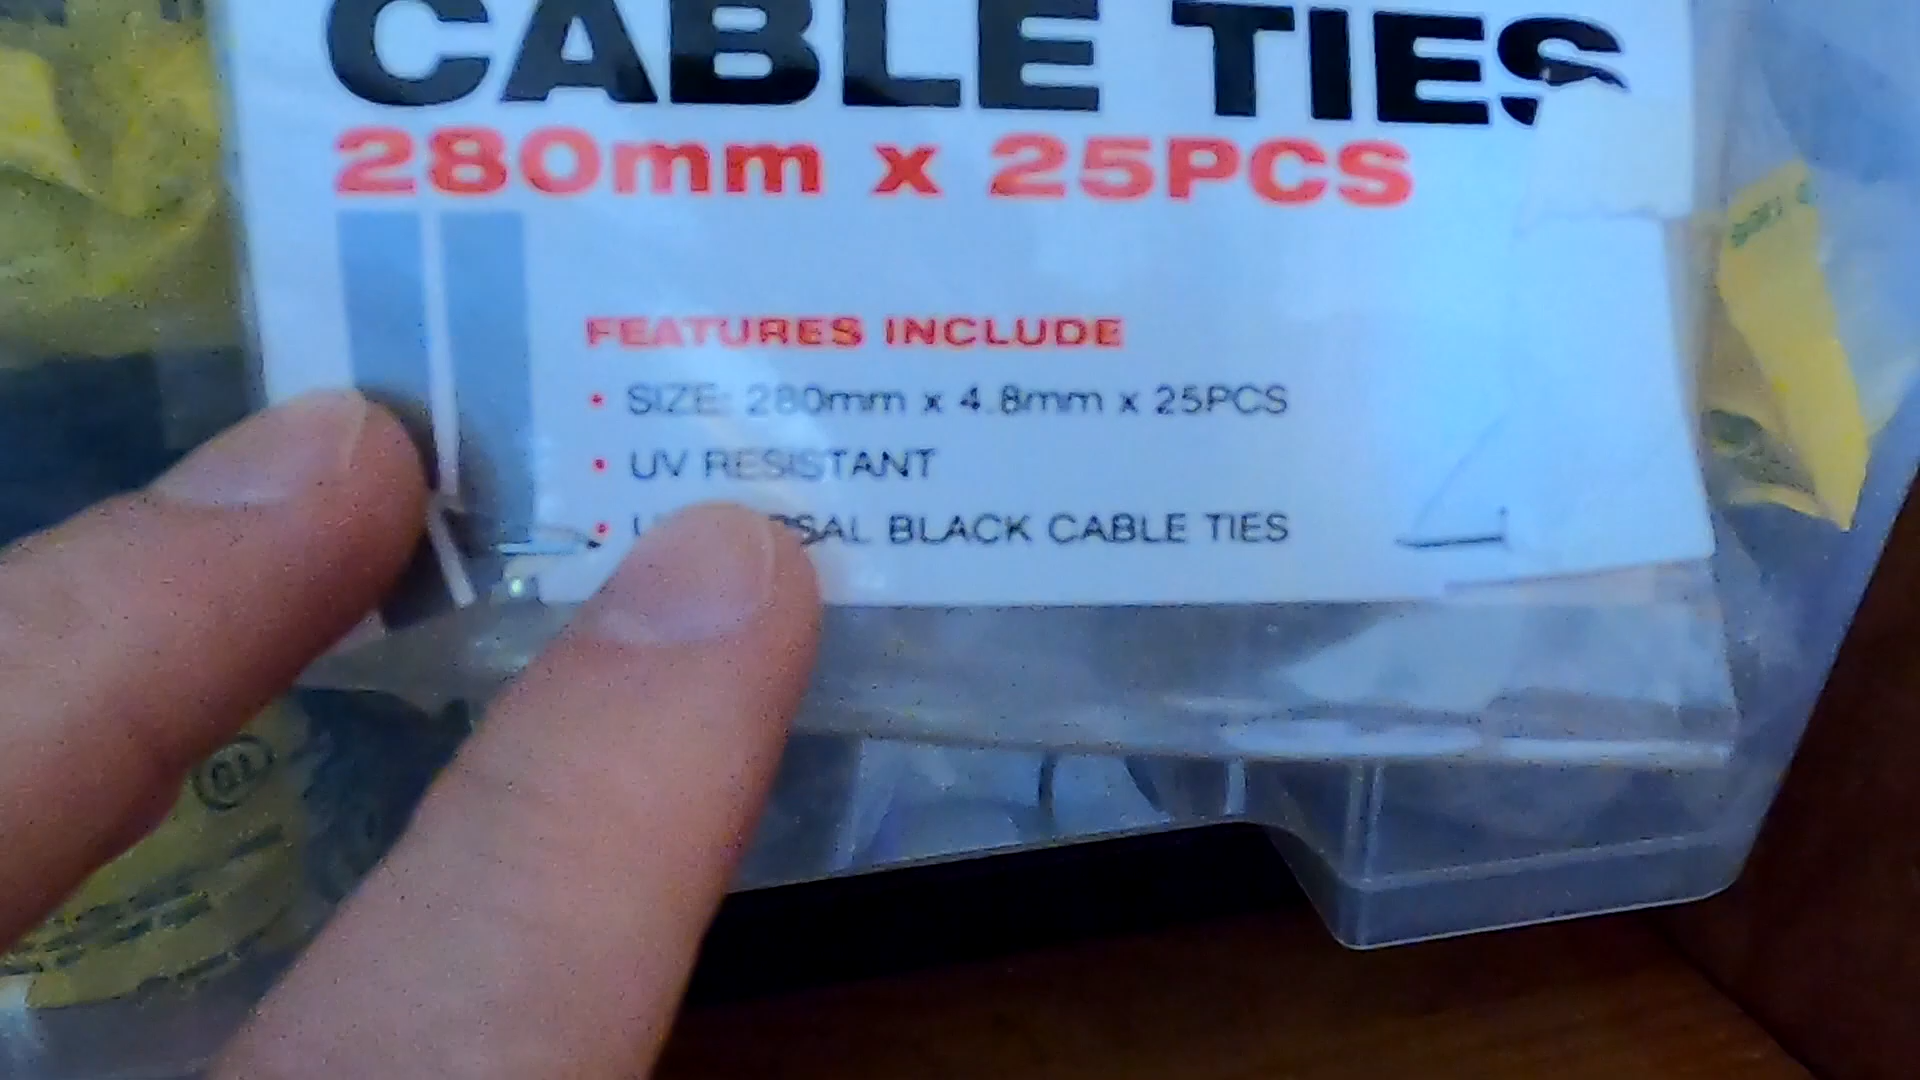 CABLE TIES
280mm x 25PCS
FEATURES INCLUDE
• SIZE: 280mm x 4.8mm x 25PCS
• UV RESISTANT
• BLACK CABLE TIES